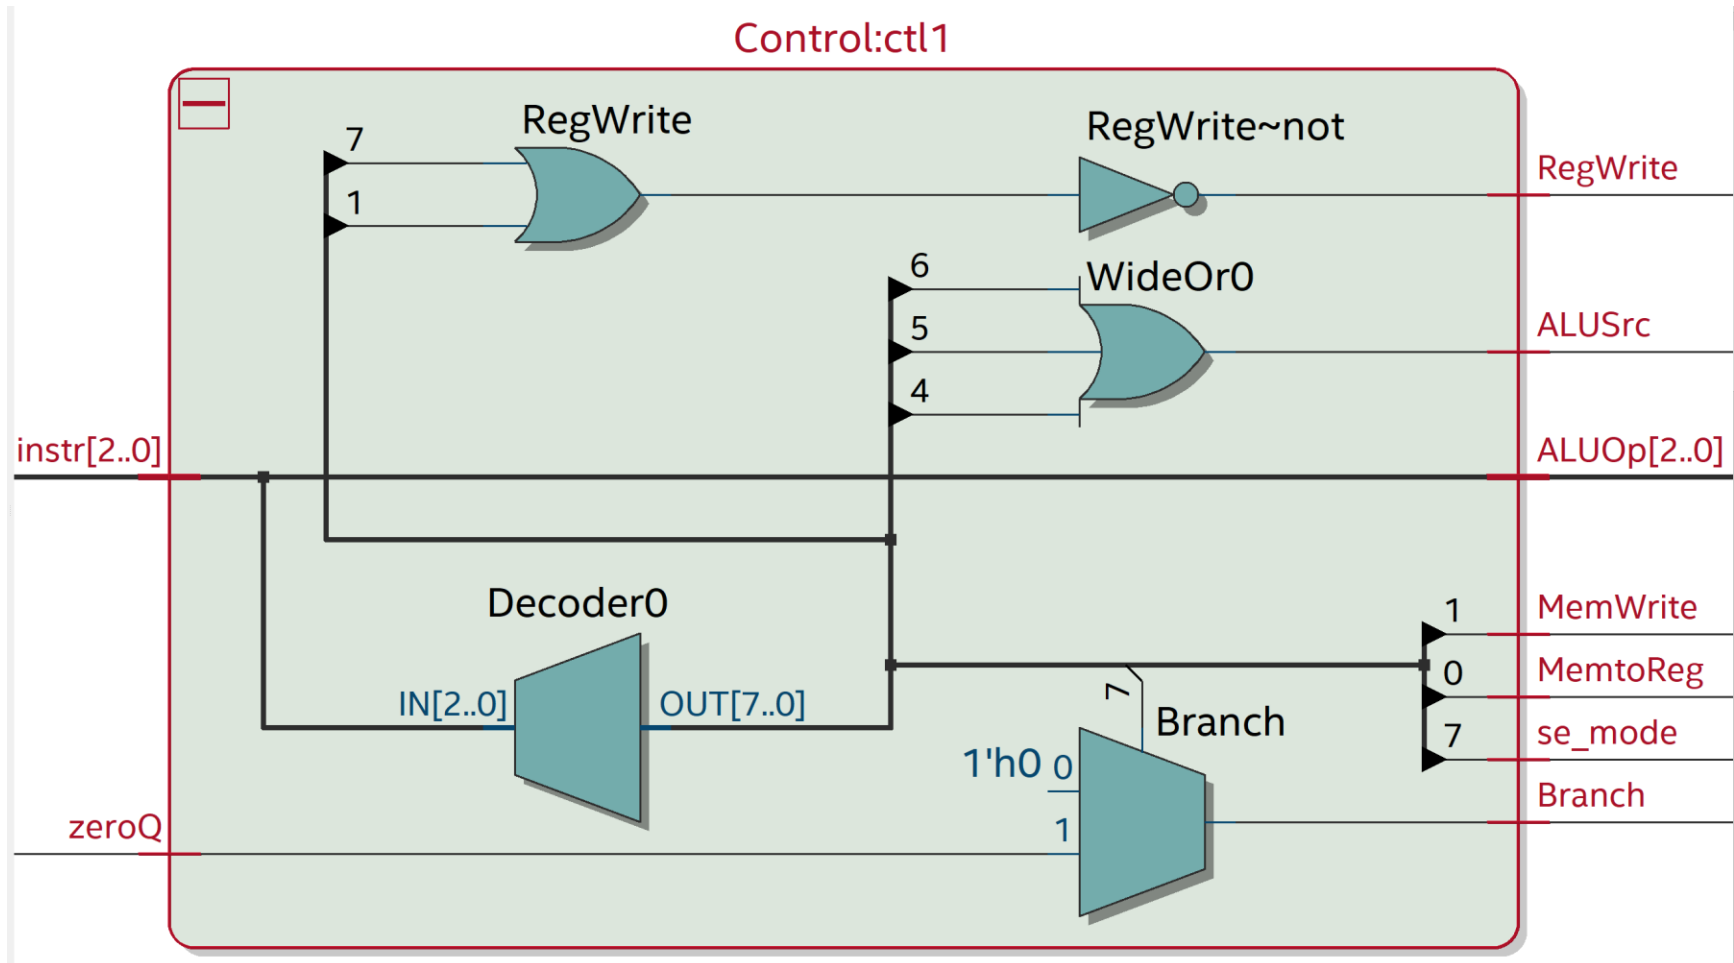 Control:ctl1
RegWrite
RegWrite~not
7
1
RegWrite
6
WideOr0
5
ALUSrc
4
instr[2..0]
ALUOp[2..0]
Decoder0
1
MemWrite
0
MemtoReg
IN[2..0]
OUT[7..0]
7
Branch
7
se_mode
1'h0
0
Branch
zeroQ
1